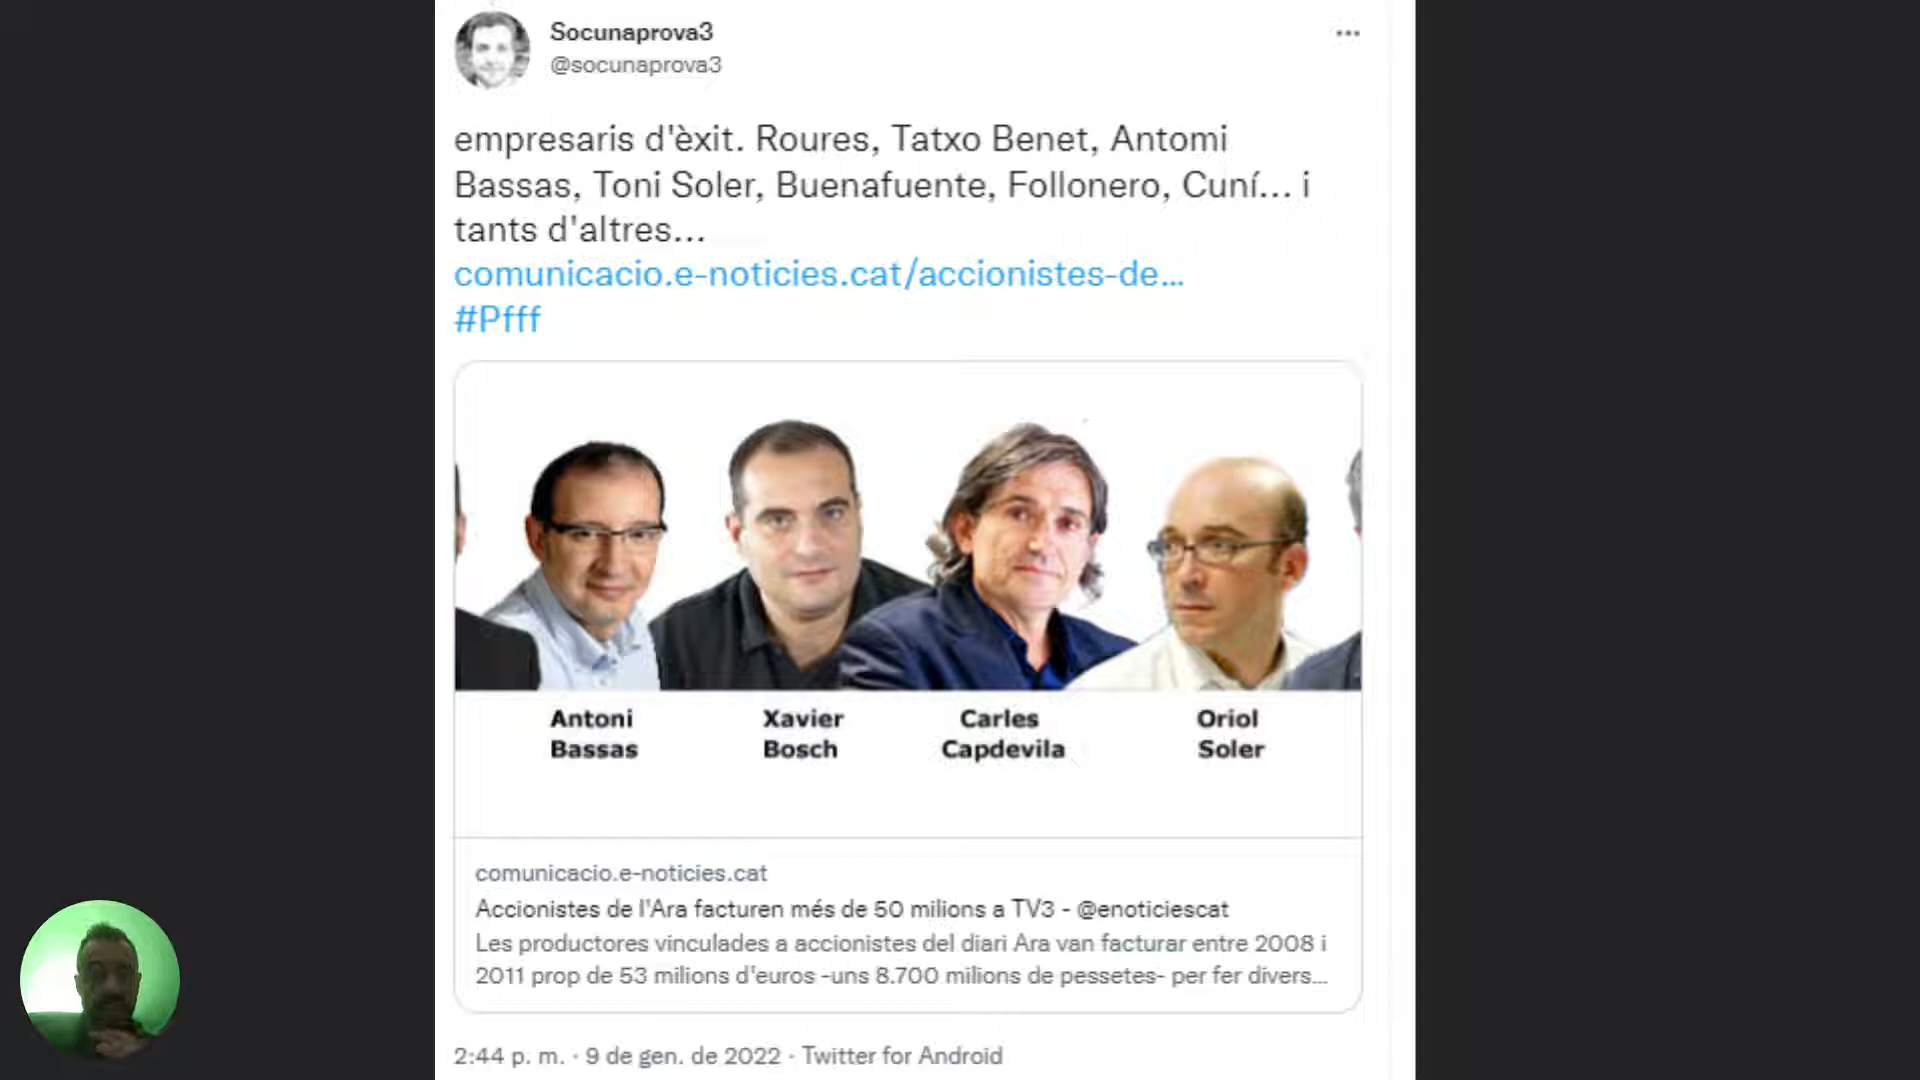 Socunaprova3
@socunaprova3
empresaris d'èxit. Roures, Tatxo Benet, Antomi
Bassas, Toni Soler, Buenafuente, Follonero, Cuní... i
tants d'altres...
comunicacio.e-noticies.cat/accionistes-de...
#Pfff
Antoni Bassas
Xavier Bosch
Carles Capdevila
Oriol Soler
comunicacio.e-noticies.cat
Accionistes de l'Ara facturen més de 50 milions a TV3 - @enoticiescat
Les productores vinculades a accionistes del diari Ara van facturar entre 2008 i
2011 prop de 53 milions d'euros -uns 8.700 milions de pessetes- per fer divers...
2:44 p. m. · 9 de gen. de 2022 · Twitter for Android